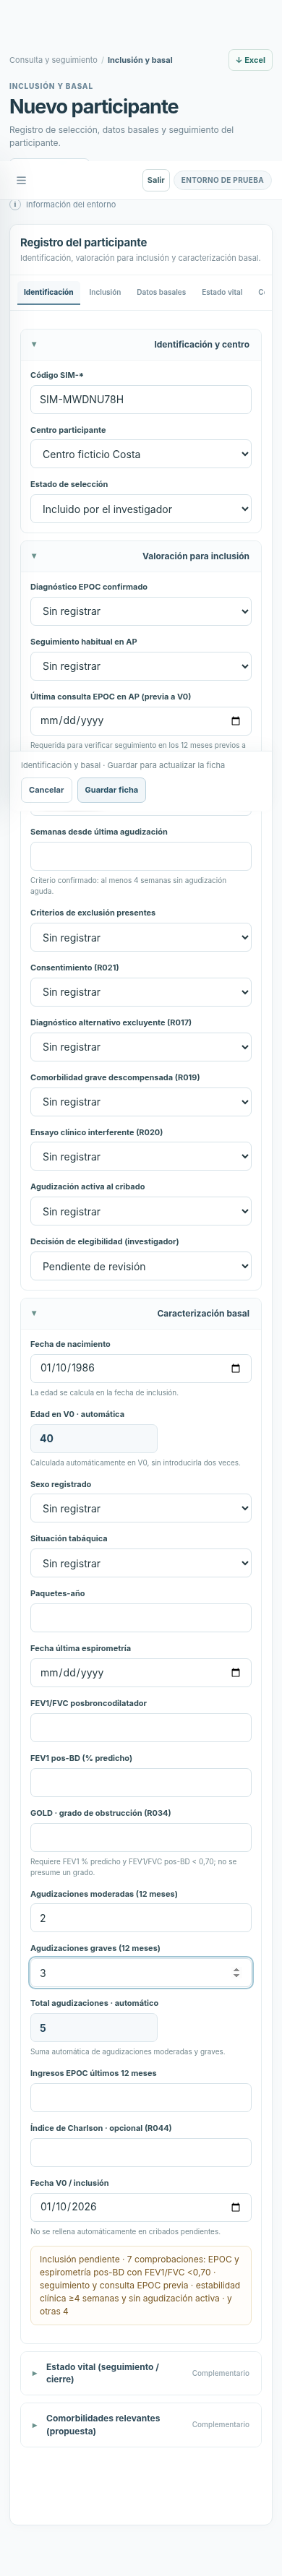 Consulta y seguimiento / Inclusión y basal
↓ Excel
INCLUSIÓN Y BASAL
Nuevo participante
Registro de selección, datos basales y seguimiento del
participante.
Salir
ENTORNO DE PRUEBA
Información del entorno
Registro del participante
Identificación, valoración para inclusión y caracterización basal.
Identificación Inclusión Datos basales Estado vital
Identificación y centro
Código SIM-*
SIM-MWDNU78H
Centro participante
Centro ficticio Costa
Estado de selección
Incluido por el investigador
Valoración para inclusión
Diagnóstico EPOC confirmado
Sin registrar
Seguimiento habitual en AP
Sin registrar
Última consulta EPOC en AP (previa a V0)
mm/dd/yyyy
Requerida para verificar seguimiento en los 12 meses previos a
Identificación y basal · Guardar para actualizar la ficha
Cancelar
Guardar ficha
Semanas desde última agudización
Criterio confirmado: al menos 4 semanas sin agudización
aguda.
Criterios de exclusión presentes
Sin registrar
Consentimiento (R021)
Sin registrar
Diagnóstico alternativo excluyente (R017)
Sin registrar
Comorbilidad grave descompensada (R019)
Sin registrar
Ensayo clínico interferente (R020)
Sin registrar
Agudización activa al cribado
Sin registrar
Decisión de elegibilidad (investigador)
Pendiente de revisión
Caracterización basal
Fecha de nacimiento
01/10/1986
La edad se calcula en la fecha de inclusión.
Edad en V0 · automática
40
Calculada automáticamente en V0, sin introducirla dos veces.
Sexo registrado
Sin registrar
Situación tabáquica
Sin registrar
Paquetes-año
Fecha última espirometría
mm/dd/yyyy
FEV1/FVC posbroncodilatador
FEV1 pos-BD (% predicho)
GOLD · grado de obstrucción (R034)
Requiere FEV1 % predicho y FEV1/FVC pos-BD < 0,70; no se
presume un grado.
Agudizaciones moderadas (12 meses)
2
Agudizaciones graves (12 meses)
3
Total agudizaciones · automático
5
Suma automática de agudizaciones moderadas y graves.
Ingresos EPOC últimos 12 meses
Índice de Charlson · opcional (R044)
Fecha V0 / inclusión
01/10/2026
No se rellena automáticamente en cribados pendientes.
Inclusión pendiente · 7 comprobaciones: EPOC y
espirometría pos-BD con FEV1/FVC <0,70 ·
seguimiento y consulta EPOC previa · estabilidad
clínica ≥4 semanas y sin agudización activa · y
otras 4
Estado vital (seguimiento /
cierre)
Complementario
Comorbilidades relevantes
(propuesta)
Complementario